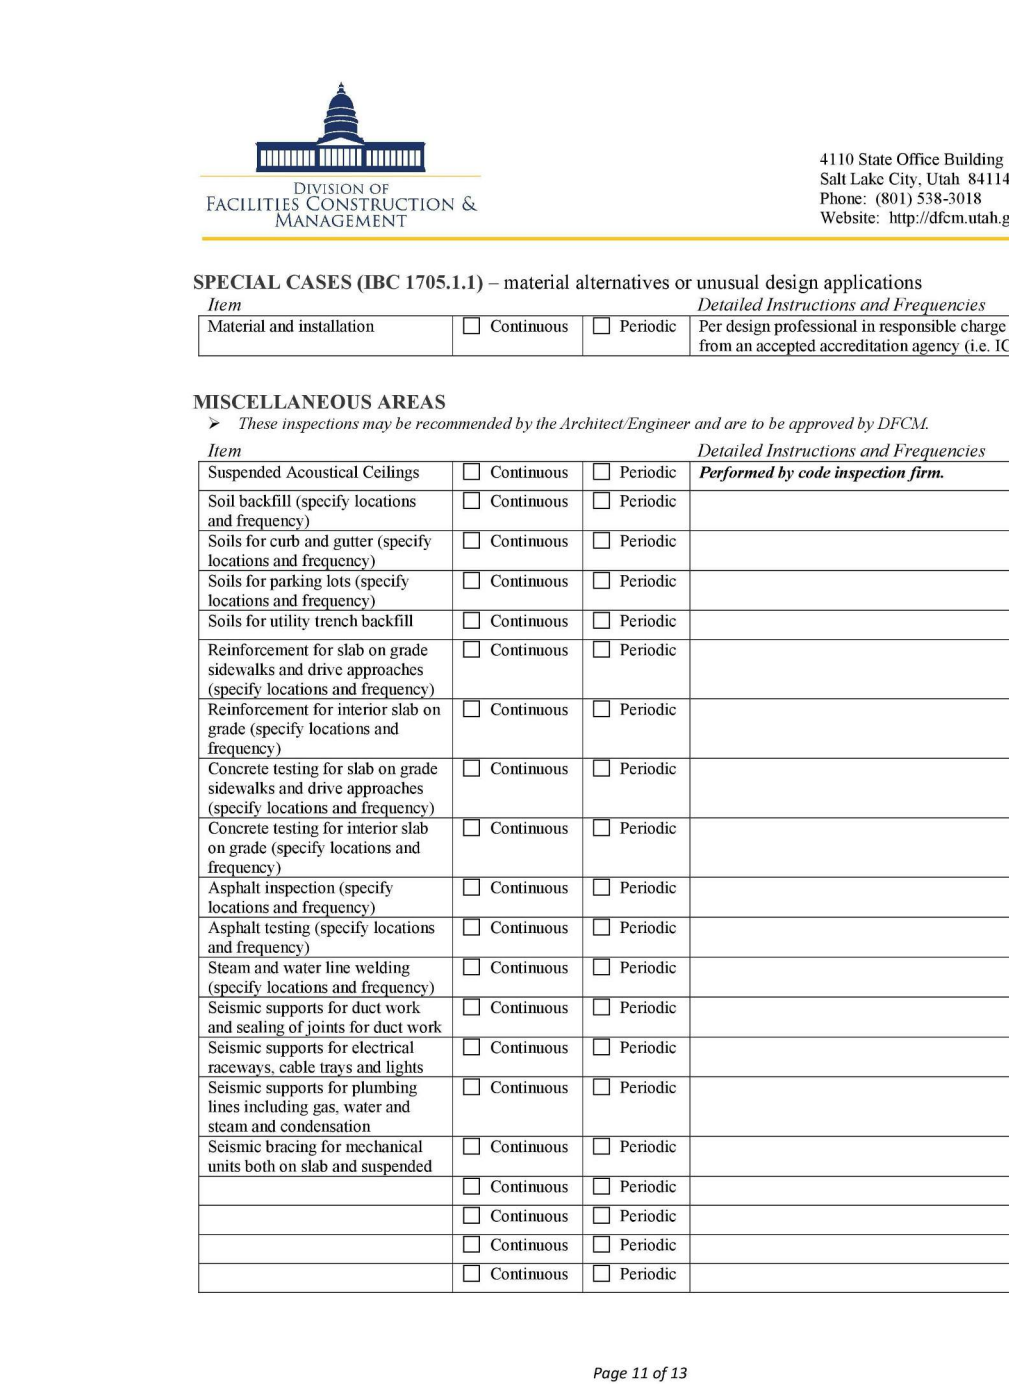 DIVISION OF
FACILITIES CONSTRUCTION &
MANAGEMENT
4110 State Office Building
Salt Lake City, Utah 84114
Phone: (801) 538-3018
Website: http://dfcm.utah.g
SPECIAL CASES (IBC 1705.1.1) – material alternatives or unusual design applications
Item Detailed Instructions and Frequencies
Material and installation ☐ Continuous ☐ Periodic Per design professional in responsible charge
from an accepted accreditation agency (i.e. IC
MISCELLANEOUS AREAS
➢ These inspections may be recommended by the Architect/Engineer and are to be approved by DFCM.
Item Detailed Instructions and Frequencies
Suspended Acoustical Ceilings ☐ Continuous ☐ Periodic Performed by code inspection firm.
Soil backfill (specify locations ☐ Continuous ☐ Periodic
and frequency)
Soils for curb and gutter (specify ☐ Continuous ☐ Periodic
locations and frequency)
Soils for parking lots (specify ☐ Continuous ☐ Periodic
locations and frequency)
Soils for utility trench backfill ☐ Continuous ☐ Periodic
Reinforcement for slab on grade ☐ Continuous ☐ Periodic
sidewalks and drive approaches
(specify locations and frequency)
Reinforcement for interior slab on ☐ Continuous ☐ Periodic
grade (specify locations and
frequency)
Concrete testing for slab on grade ☐ Continuous ☐ Periodic
sidewalks and drive approaches
(specify locations and frequency)
Concrete testing for interior slab ☐ Continuous ☐ Periodic
on grade (specify locations and
frequency)
Asphalt inspection (specify ☐ Continuous ☐ Periodic
locations and frequency)
Asphalt testing (specify locations ☐ Continuous ☐ Periodic
and frequency)
Steam and water line welding ☐ Continuous ☐ Periodic
(specify locations and frequency)
Seismic supports for duct work ☐ Continuous ☐ Periodic
and sealing of joints for duct work
Seismic supports for electrical ☐ Continuous ☐ Periodic
raceways, cable trays and lights
Seismic supports for plumbing ☐ Continuous ☐ Periodic
lines including gas, water and
steam and condensation
Seismic bracing for mechanical ☐ Continuous ☐ Periodic
units both on slab and suspended
☐ Continuous ☐ Periodic
☐ Continuous ☐ Periodic
☐ Continuous ☐ Periodic
☐ Continuous ☐ Periodic
Page 11 of 13